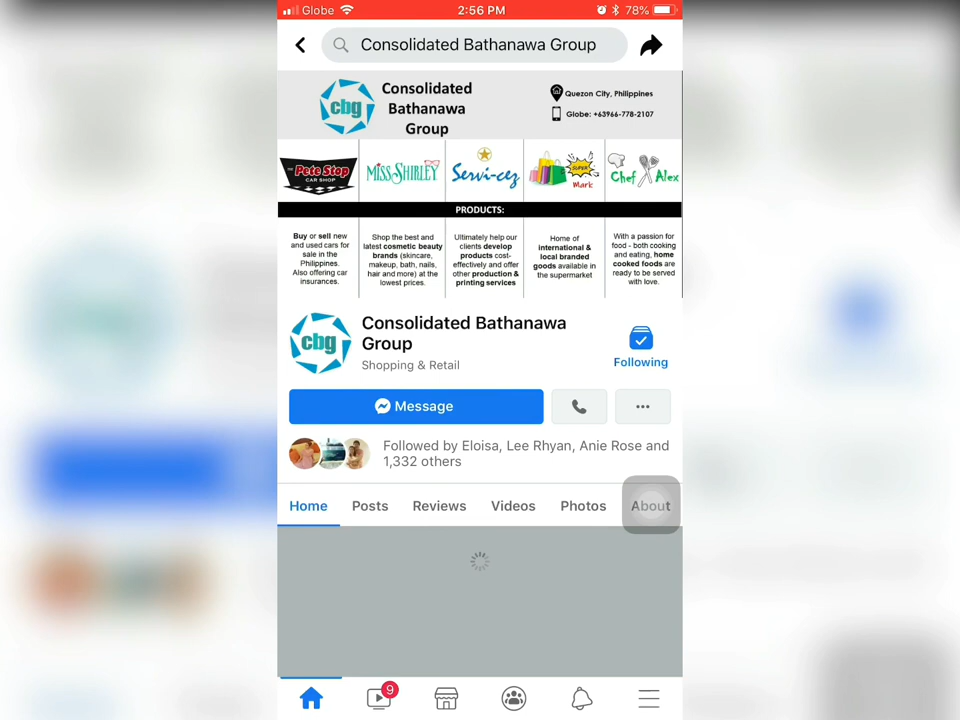 Globe
2:56 PM
78%
Consolidated Bathanawa Group
cbg
Consolidated
Bathanawa
Group
Quezon City, Philippines
Globe: +63966-778-2107
Pete Stop
CAR SHOP
MISS SHIRLEY
Servi-cez
SUPER
Mark
Chef Alex
PRODUCTS:
Buy or sell new
and used cars for
sale in the
Philippines.
Also offering car
insurances.
Shop the best and
latest cosmetic beauty
brands (skincare,
makeup, bath, nails,
hair and more) at the
lowest prices.
Ultimately help our
clients develop
products cost-
effectively and offer
other production &
printing services
Home of
international &
local branded
goods available in
the supermarket
With a passion for
food - both cooking
and eating, home
cooked foods are
ready to be served
with love.
cbg
Consolidated Bathanawa
Group
Shopping & Retail
Following
Message
Followed by Eloisa, Lee Rhyan, Anie Rose and
1,332 others
Home
Posts
Reviews
Videos
Photos
About
9